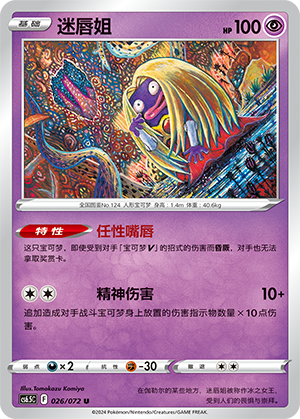 基础 迷唇姐 HP 100
全国图鉴No.124 人形宝可梦 身高:1.4m 体重:40.6kg
特性 任性嘴唇
这只宝可梦,即使受到对手「宝可梦V」的招式的伤害而昏厥,对手也无法
拿取奖赏卡。
精神伤害 10+
追加造成对手战斗宝可梦身上放置的伤害指示物数量×10点伤
害。
弱点 ×2 抵抗力 -30 撤退
Illus. Tomokazu Komiya
CS6.5C F 026/072 U
在伽勒尔的某些地方,迷唇姐被称作冰之女王,
受到人们的畏惧与崇拜。
©2024 Pokémon/Nintendo/Creatures/GAME FREAK.